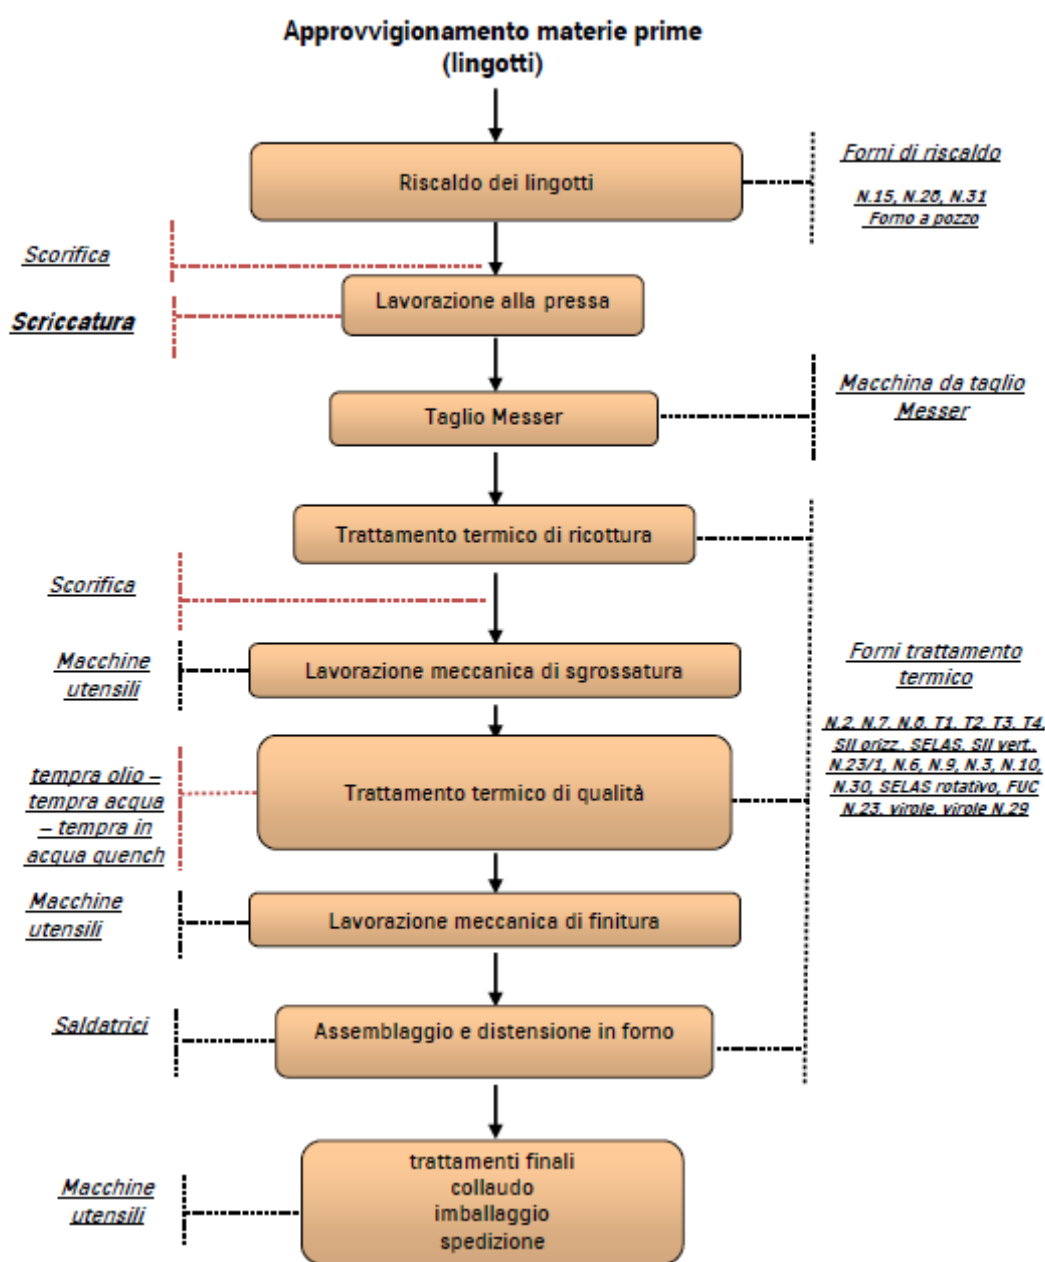 Approvvigionamento materie prime
(lingotti)
Riscaldo dei lingotti
Forni di riscaldo
N.15, N.26, N.31
Forno a pozzo
Scorifica
Lavorazione alla pressa
Scriccatura
Taglio Messer
Macchina da taglio
Messer
Trattamento termico di ricottura
Scorifica
Macchine
utensili
Lavorazione meccanica di sgrossatura
Forni trattamento
termico
N.2, N.7, N.8, T1, T2, T3, T4,
SII orizz., SELAS, SII vert.,
N.23/1, N.6, N.9, N.3, N.10,
N.30, SELAS rotativo, FUC
N.23, virole, virole N.29
tempra olio –
tempra acqua
– tempra in
acqua quench
Trattamento termico di qualità
Macchine
utensili
Lavorazione meccanica di finitura
Saldatrici
Assemblaggio e distensione in forno
Macchine
utensili
trattamenti finali
collaudo
imballaggio
spedizione